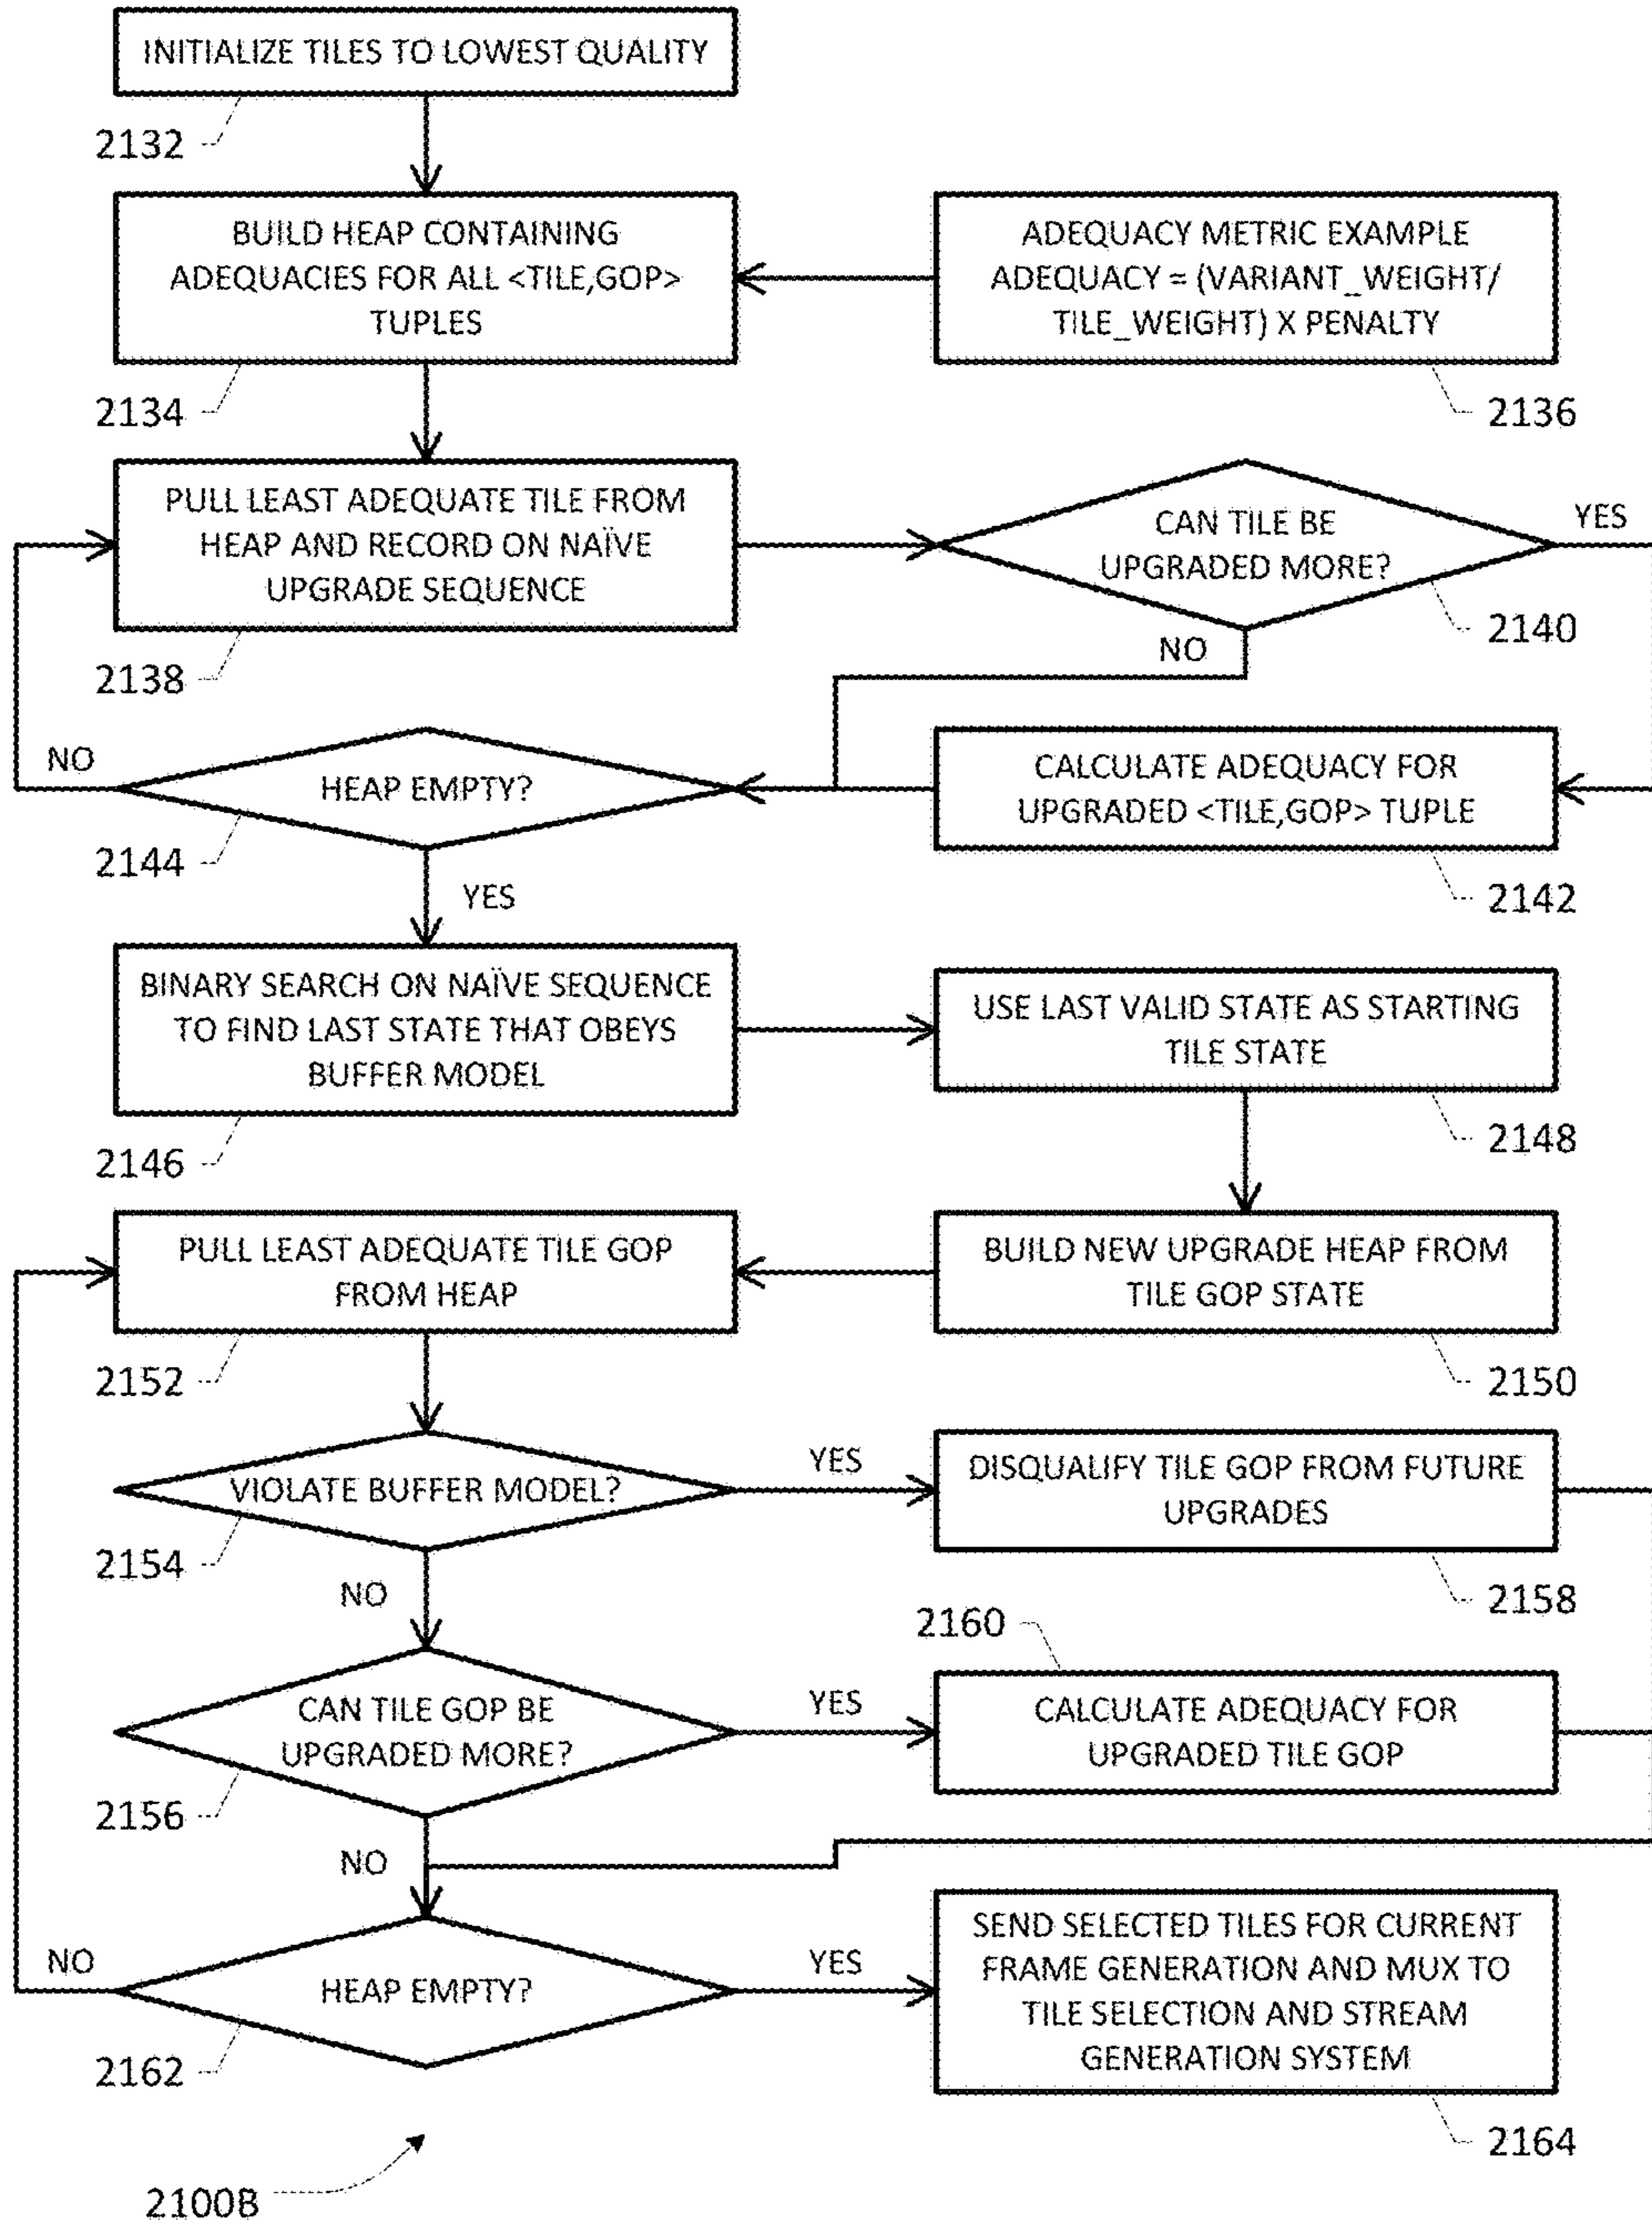 INITIALIZE TILES TO LOWEST QUALITY
2132
BUILD HEAP CONTAINING
ADEQUACIES FOR ALL <TILE,GOP>
TUPLES
2134
ADEQUACY METRIC EXAMPLE
ADEQUACY = (VARIANT_WEIGHT/
TILE_WEIGHT) X PENALTY
2136
PULL LEAST ADEQUATE TILE FROM
HEAP AND RECORD ON NAÏVE
UPGRADE SEQUENCE
2138
CAN TILE BE
UPGRADED MORE?
YES
2140
NO
NO
HEAP EMPTY?
2144
YES
CALCULATE ADEQUACY FOR
UPGRADED <TILE,GOP> TUPLE
2142
BINARY SEARCH ON NAÏVE SEQUENCE
TO FIND LAST STATE THAT OBEYS
BUFFER MODEL
2146
USE LAST VALID STATE AS STARTING
TILE STATE
2148
PULL LEAST ADEQUATE TILE GOP
FROM HEAP
2152
BUILD NEW UPGRADE HEAP FROM
TILE GOP STATE
2150
VIOLATE BUFFER MODEL?
YES
2154
NO
DISQUALIFY TILE GOP FROM FUTURE
UPGRADES
2158
2160
CAN TILE GOP BE
UPGRADED MORE?
YES
2156
NO
CALCULATE ADEQUACY FOR
UPGRADED TILE GOP
NO
HEAP EMPTY?
YES
2162
SEND SELECTED TILES FOR CURRENT
FRAME GENERATION AND MUX TO
TILE SELECTION AND STREAM
GENERATION SYSTEM
2164
2100B